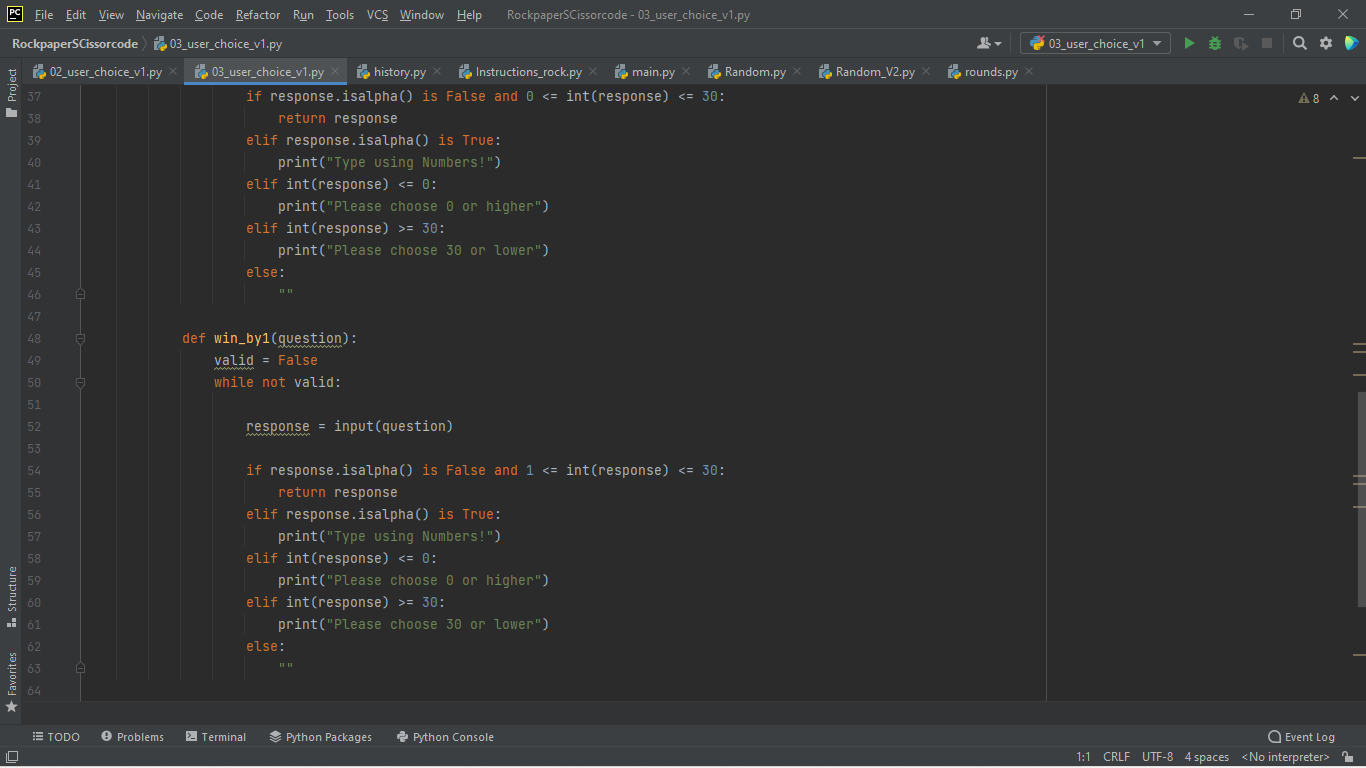 PC File Edit View Navigate Code Refactor Run Tools VCS Window Help RockpaperSCissorcode - 03_user_choice_v1.py
RockpaperSCissorcode 03_user_choice_v1.py 03_user_choice_v1
Project 02_user_choice_v1.py 03_user_choice_v1.py history.py Instructions_rock.py main.py Random.py Random_V2.py rounds.py
37 if response.isalpha() is False and 0 <= int(response) <= 30: 8
38 return response
39 elif response.isalpha() is True:
40 print("Type using Numbers!")
41 elif int(response) <= 0:
42 print("Please choose 0 or higher")
43 elif int(response) >= 30:
44 print("Please choose 30 or lower")
45 else:
46 ""
47
48 def win_by1(question):
49 valid = False
50 while not valid:
51
52 response = input(question)
53
54 if response.isalpha() is False and 1 <= int(response) <= 30:
55 return response
56 elif response.isalpha() is True:
57 print("Type using Numbers!")
58 elif int(response) <= 0:
59 print("Please choose 0 or higher")
60 elif int(response) >= 30:
61 print("Please choose 30 or lower")
62 else:
63 ""
64
Structure
Favorites
TODO Problems Terminal Python Packages Python Console Event Log
1:1 CRLF UTF-8 4 spaces <No interpreter>